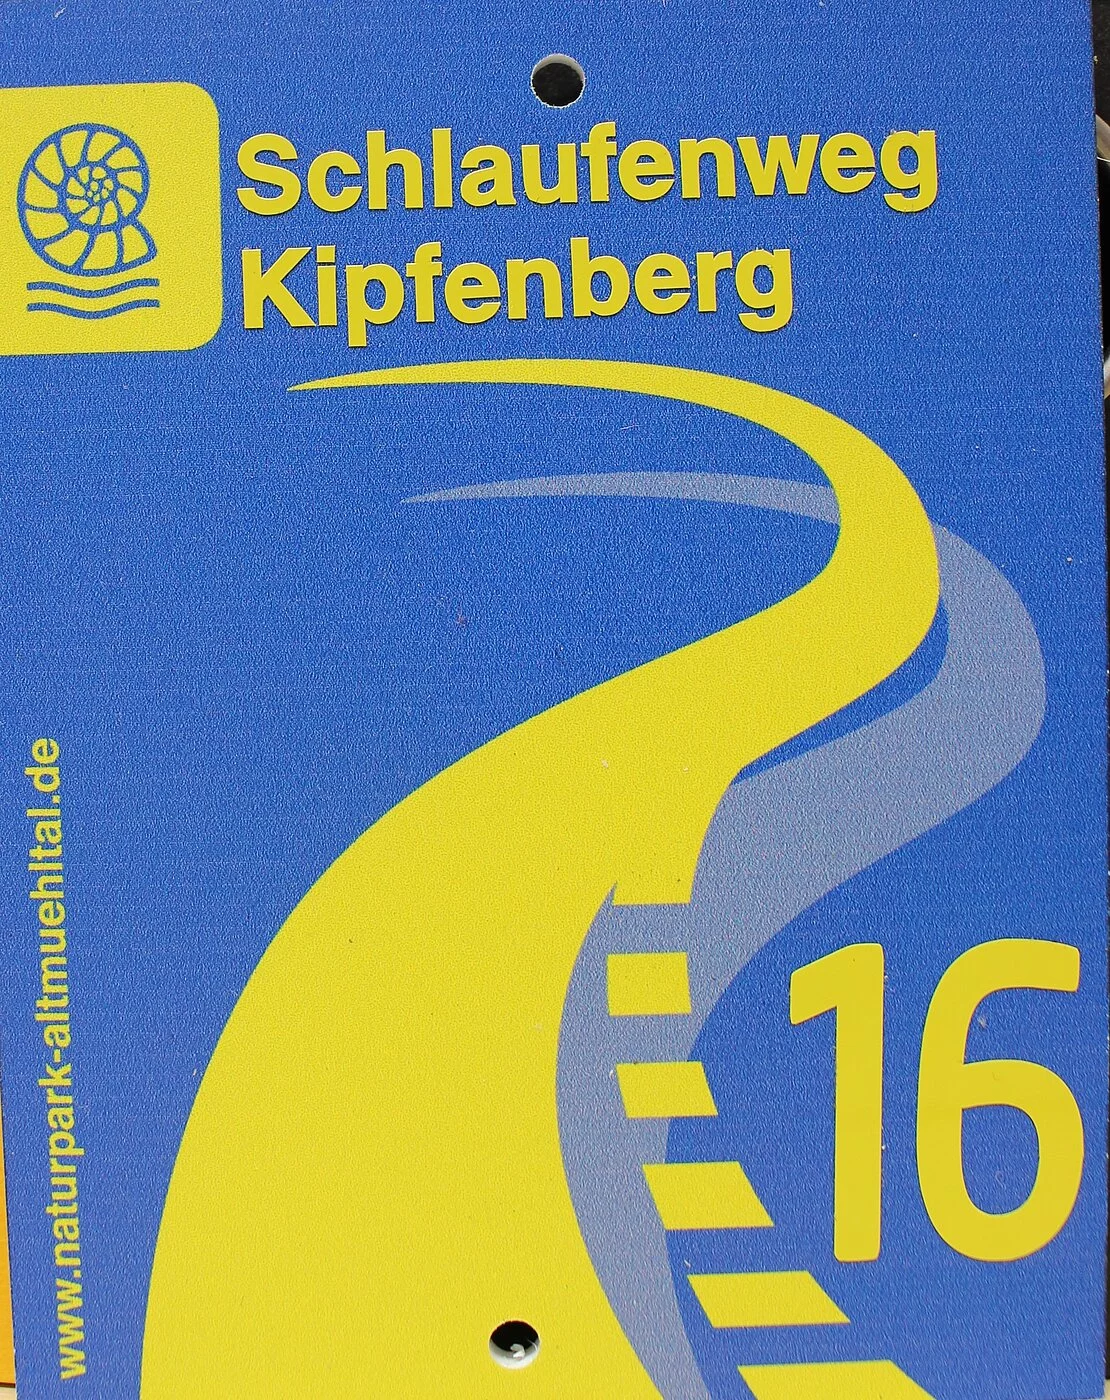 Schlaufenweg
Kipfenberg
www.naturpark-altmuehltal.de
16